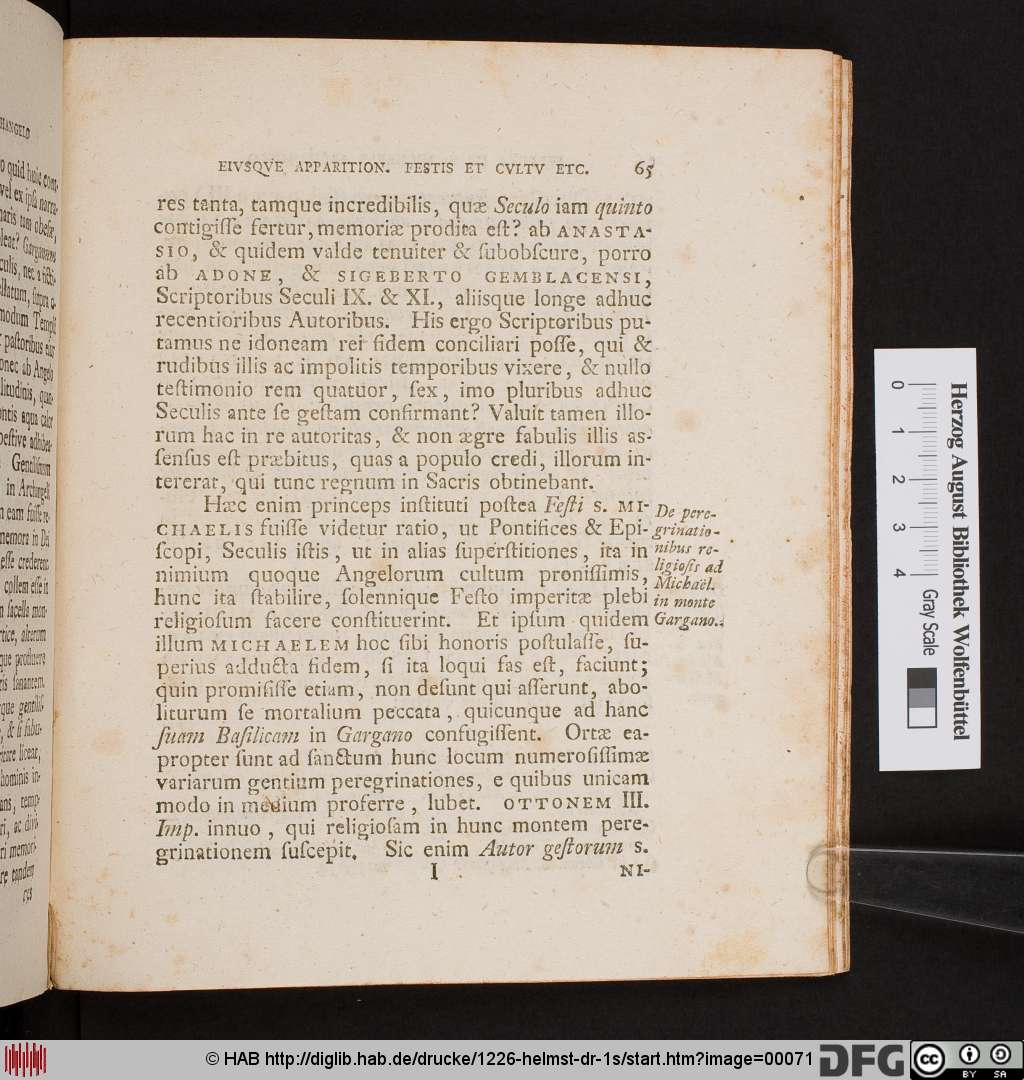 EIVSQVE APPARITION. FESTIS ET CVLTV ETC. 65
res tanta, tamque incredibilis, quæ Seculo iam quinto
contigiſſe fertur, memoriæ prodita eſt? ab ANASTA-
SIO, & quidem valde tenuiter & ſubobſcure, porro
ab ADONE, & SIGEBERTO GEMBLACENSI,
Scriptoribus Seculi IX. & XI., aliisque longe adhuc
recentioribus Autoribus. His ergo Scriptoribus pu-
tamus ne idoneam rei fidem conciliari poſſe, qui &
rudibus illis ac impolitis temporibus vixere, & nullo
teſtimonio rem quatuor, ſex, imo pluribus adhuc
Seculis ante ſe geſtam confirmant? Valuit tamen illo-
rum hac in re autoritas, & non ægre fabulis illis as-
ſenſus eſt præbitus, quas a populo credi, illorum in-
tererat, qui tunc regnum in Sacris obtinebant.
Hæc enim princeps inſtituti poſtea Feſti S. MI-
CHAELIS fuiſſe videtur ratio, ut Pontifices & Epi-
ſcopi, Seculis iſtis, ut in alias ſuperſtitiones, ita in
nimium quoque Angelorum cultum proniſſimis,
hunc ita ſtabilire, ſolennique Feſto imperitæ plebi
religioſum facere conſtituerint. Et ipſum quidem
illum MICHAELEM hoc ſibi honoris poſtulaſſe, ſu-
perius adducta fidem, ſi ita loqui fas eſt, faciunt;
quin promiſiſſe etiam, non deſunt qui aſſerunt, abo-
liturum ſe mortalium peccata, quicunque ad hanc
ſuam Baſilicam in Gargano confugiſſent. Ortæ ea-
propter ſunt ad ſanctum hunc locum numeroſiſſimæ
variarum gentium peregrinationes, e quibus unicam
modo in medium proferre, lubet. OTTONEM III.
Imp. innuo, qui religioſam in hunc montem pere-
grinationem ſuſcepit. Sic enim Autor geſtorum S.
I NI-
De pere-
grinatio-
nibus re-
ligioſis ad
Michaël.
in monte
Gargano.
Herzog August Bibliothek Wolfenbüttel
0 1 2 3 4 Gray Scale
© HAB http://diglib.hab.de/drucke/1226-helmst-dr-1s/start.htm?image=00071
DFG
cc BY SA